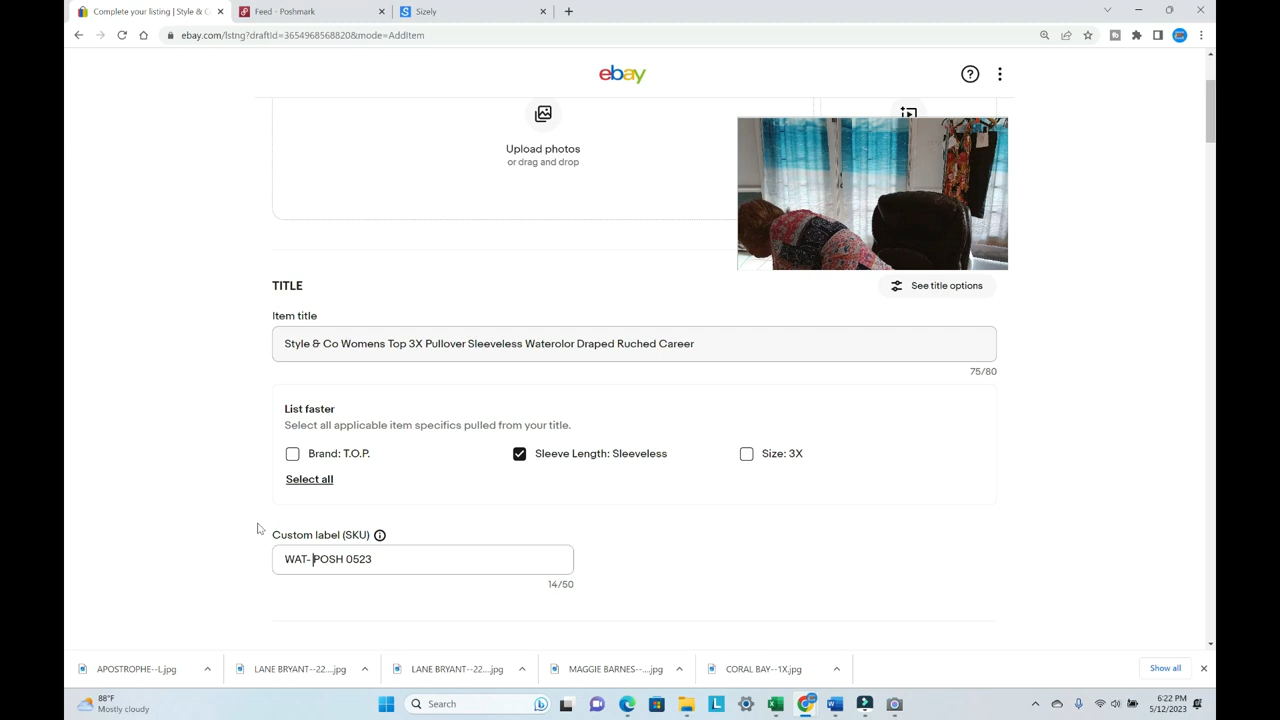 Complete your listing | Style & C
Feed - Poshmark
Sizely
ebay.com/lstng?draftId=3654968568820&mode=AddItem
ebay
Upload photos
or drag and drop
TITLE
See title options
Item title
Style & Co Womens Top 3X Pullover Sleeveless Waterolor Draped Ruched Career
75/80
List faster
Select all applicable item specifics pulled from your title.
Brand: T.O.P.
Sleeve Length: Sleeveless
Size: 3X
Select all
Custom label (SKU)
WAT- POSH 0523
14/50
APOSTROPHE--L.jpg
LANE BRYANT--22....jpg
LANE BRYANT--22....jpg
MAGGIE BARNES--...jpg
CORAL BAY--1X.jpg
Show all
88°F
Mostly cloudy
Search
6:22 PM
5/12/2023